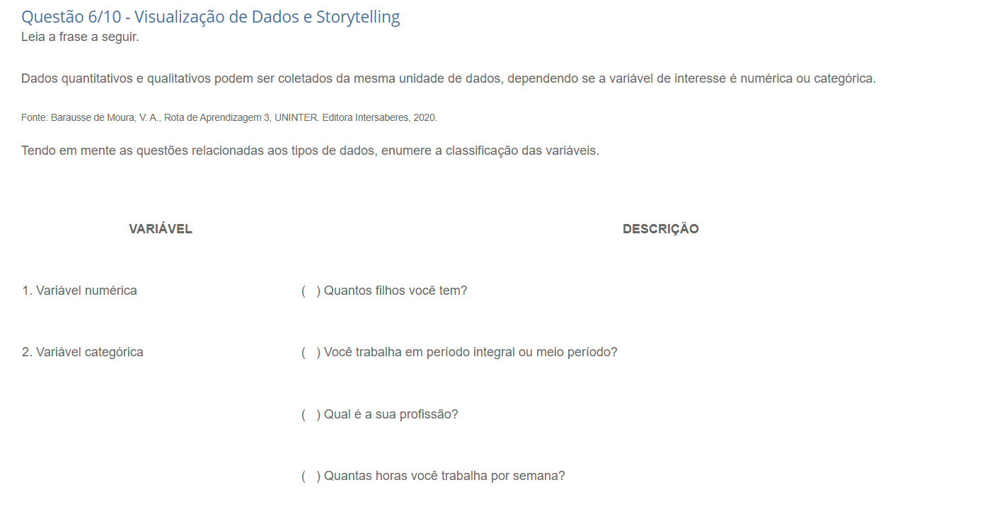 Questão 6/10 - Visualização de Dados e Storytelling
Leia a frase a seguir.
Dados quantitativos e qualitativos podem ser coletados da mesma unidade de dados, dependendo se a variável de interesse é numérica ou categórica.
Fonte: Barausse de Moura, V. A., Rota de Aprendizagem 3, UNINTER. Editora Intersaberes, 2020.
Tendo em mente as questões relacionadas aos tipos de dados, enumere a classificação das variáveis.
VARIÁVEL DESCRIÇÃO
1. Variável numérica (   ) Quantos filhos você tem?
2. Variável categórica (   ) Você trabalha em período integral ou meio período?
(   ) Qual é a sua profissão?
(   ) Quantas horas você trabalha por semana?